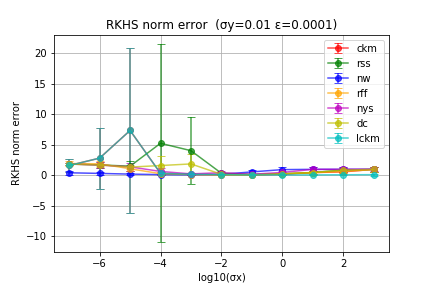 RKHS norm error (σy=0.01 ε=0.0001)
RKHS norm error
20
15
10
5
0
−5
−10
−6
−4
−2
0
2
log10(σx)
ckm
rss
nw
rff
nys
dc
lckm